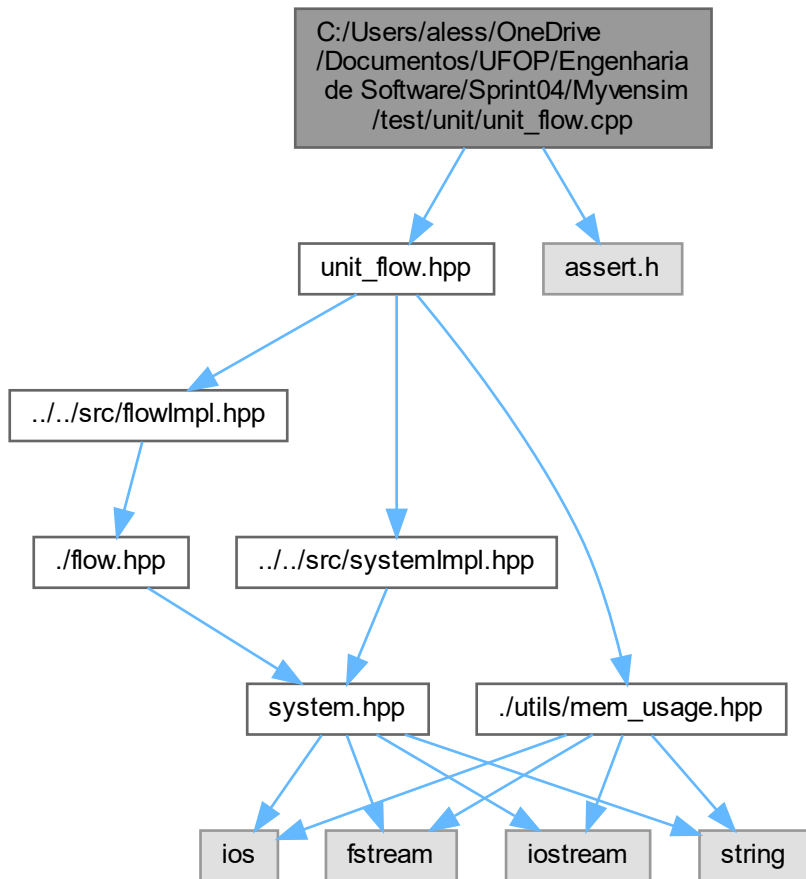 C:/Users/aless/OneDrive
/Documentos/UFOP/Engenharia
de Software/Sprint04/Myvensim
/test/unit/unit_flow.cpp
unit_flow.hpp
assert.h
../../src/flowImpl.hpp
./flow.hpp
../../src/systemImpl.hpp
system.hpp
./utils/mem_usage.hpp
ios
fstream
iostream
string